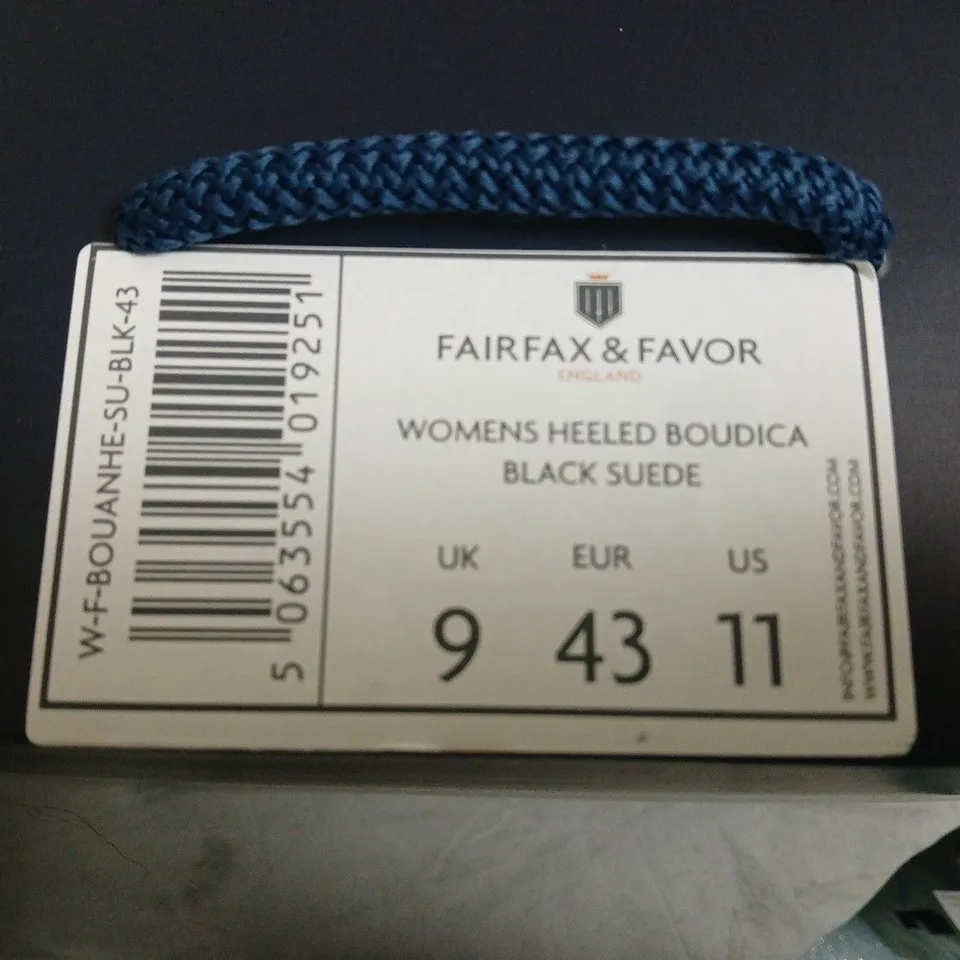 W-F-BOUANHE-SU-BLK-43
5 063554 019251
FAIRFAX & FAVOR
ENGLAND
WOMENS HEELED BOUDICA
BLACK SUEDE
UK EUR US
9 43 11
INFO@FAIRFAXANDFAVOR.COM
WWW.FAIRFAXANDFAVOR.COM